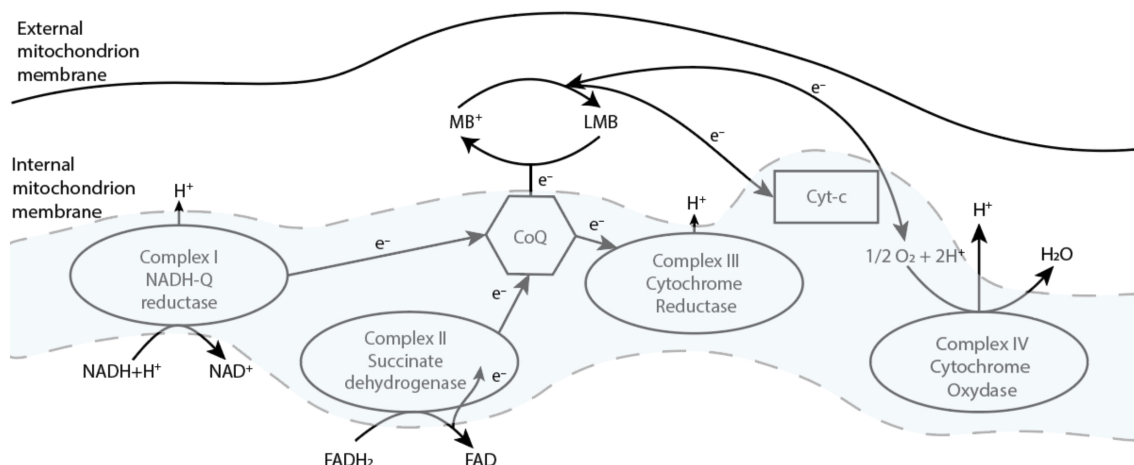 External
mitochondrion
membrane
e⁻
MB⁺
LMB
e⁻
Internal
mitochondrion
membrane
H⁺
e⁻
Cyt-c
H⁺
H⁺
e⁻
CoQ
e⁻
Complex I
NADH-Q
reductase
Complex III
Cytochrome
Reductase
1/2 O₂ + 2H⁺
H₂O
e⁻
Complex II
Succinate
dehydrogenase
e⁻
Complex IV
Cytochrome
Oxydase
NADH+H⁺
NAD⁺
FADH₂
FAD